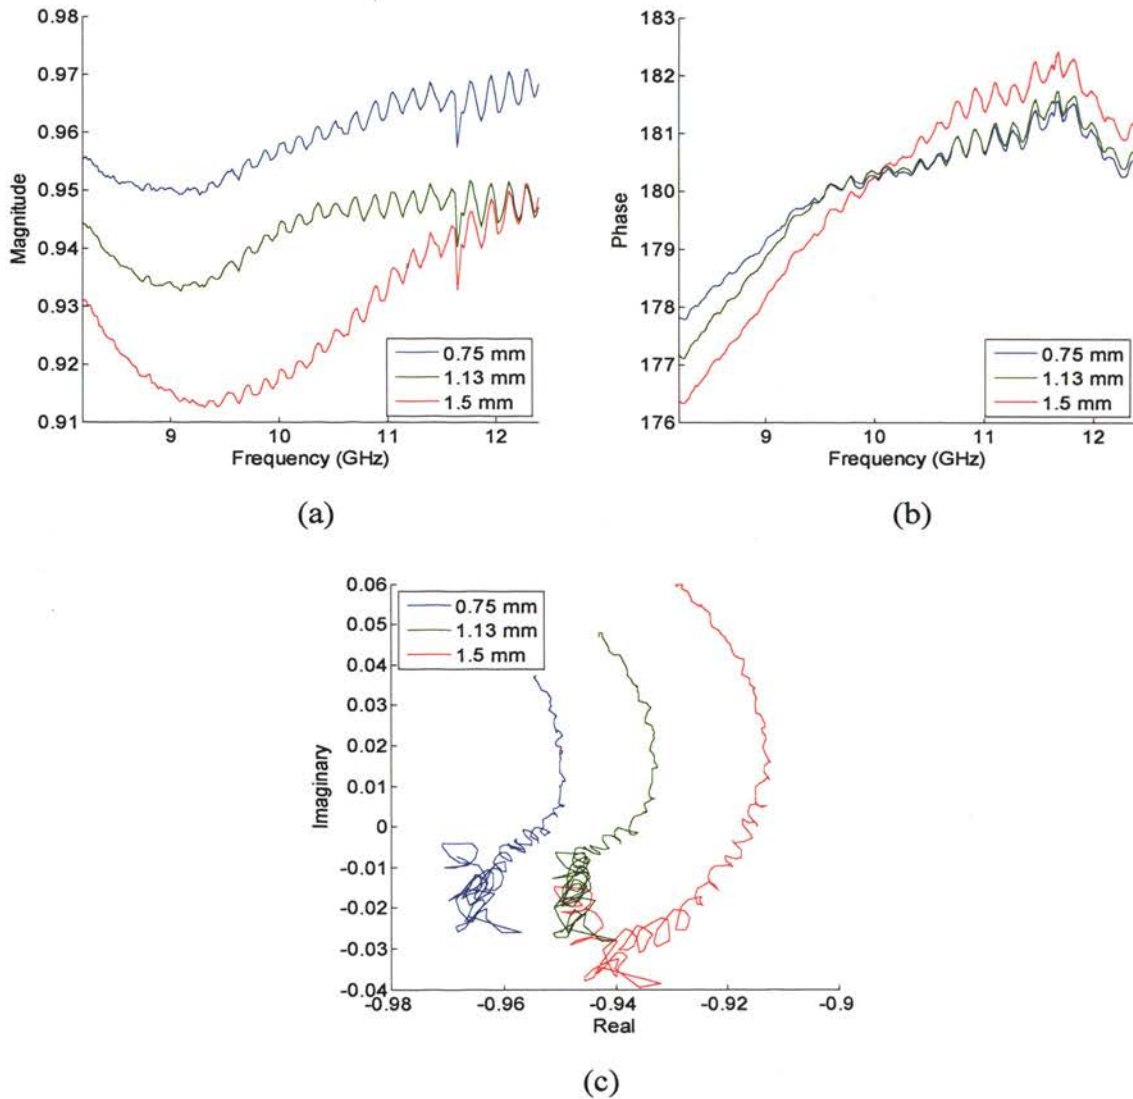 0.98
0.97
0.96
0.95
0.94
0.93
0.92
0.91
Magnitude
9
10
11
12
Frequency (GHz)
0.75 mm
1.13 mm
1.5 mm
(a)
183
182
181
180
179
178
177
176
Phase
9
10
11
12
Frequency (GHz)
0.75 mm
1.13 mm
1.5 mm
(b)
0.06
0.05
0.04
0.03
0.02
0.01
0
-0.01
-0.02
-0.03
-0.04
Imaginary
-0.98
-0.96
-0.94
-0.92
-0.9
Real
0.75 mm
1.13 mm
1.5 mm
(c)